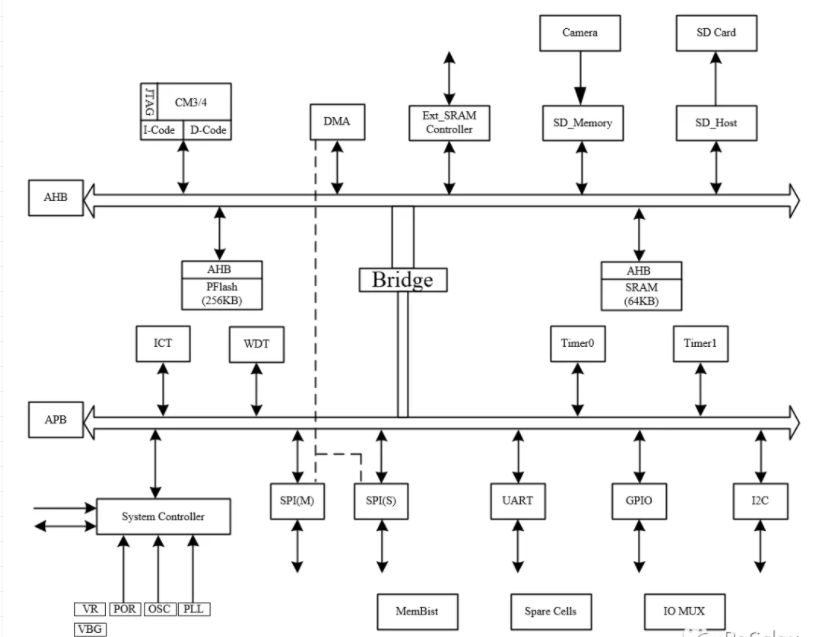 Camera
SD Card
JTAG
CM3/4
I-Code
D-Code
DMA
Ext_SRAM
Controller
SD_Memory
SD_Host
AHB
AHB
PFlash
(256KB)
Bridge
AHB
SRAM
(64KB)
ICT
WDT
Timer0
Timer1
APB
SPI(M)
SPI(S)
UART
GPIO
I2C
System Controller
VR
POR
OSC
PLL
VBG
MemBist
Spare Cells
IO MUX